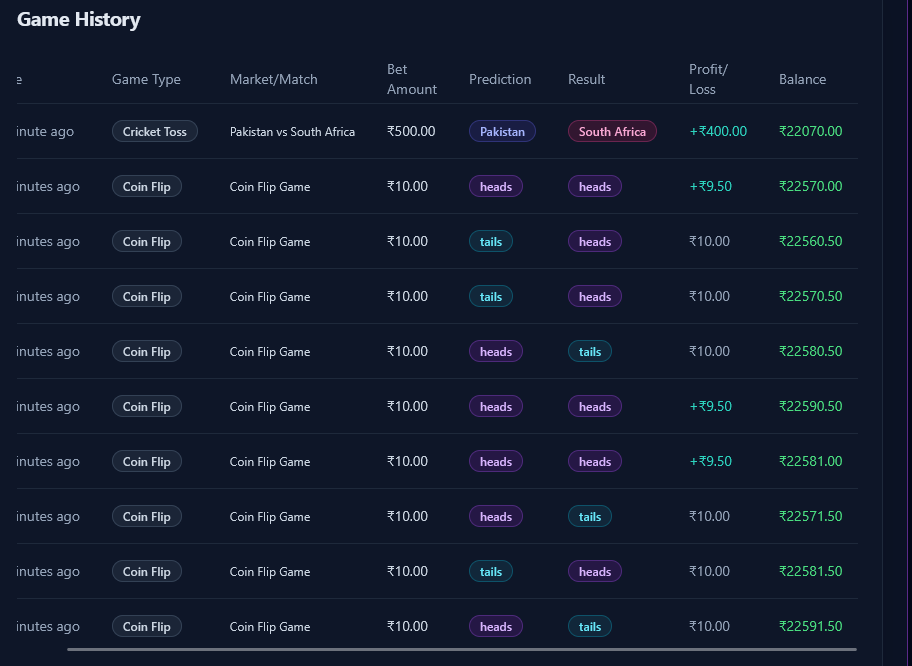 Game History
e Game Type Market/Match Bet Amount Prediction Result Profit/ Loss Balance
inute ago Cricket Toss Pakistan vs South Africa ₹500.00 Pakistan South Africa +₹400.00 ₹22070.00
inutes ago Coin Flip Coin Flip Game ₹10.00 heads heads +₹9.50 ₹22570.00
inutes ago Coin Flip Coin Flip Game ₹10.00 tails heads ₹10.00 ₹22560.50
inutes ago Coin Flip Coin Flip Game ₹10.00 tails heads ₹10.00 ₹22570.50
inutes ago Coin Flip Coin Flip Game ₹10.00 heads tails ₹10.00 ₹22580.50
inutes ago Coin Flip Coin Flip Game ₹10.00 heads heads +₹9.50 ₹22590.50
inutes ago Coin Flip Coin Flip Game ₹10.00 heads heads +₹9.50 ₹22581.00
inutes ago Coin Flip Coin Flip Game ₹10.00 heads tails ₹10.00 ₹22571.50
inutes ago Coin Flip Coin Flip Game ₹10.00 tails heads ₹10.00 ₹22581.50
inutes ago Coin Flip Coin Flip Game ₹10.00 heads tails ₹10.00 ₹22591.50